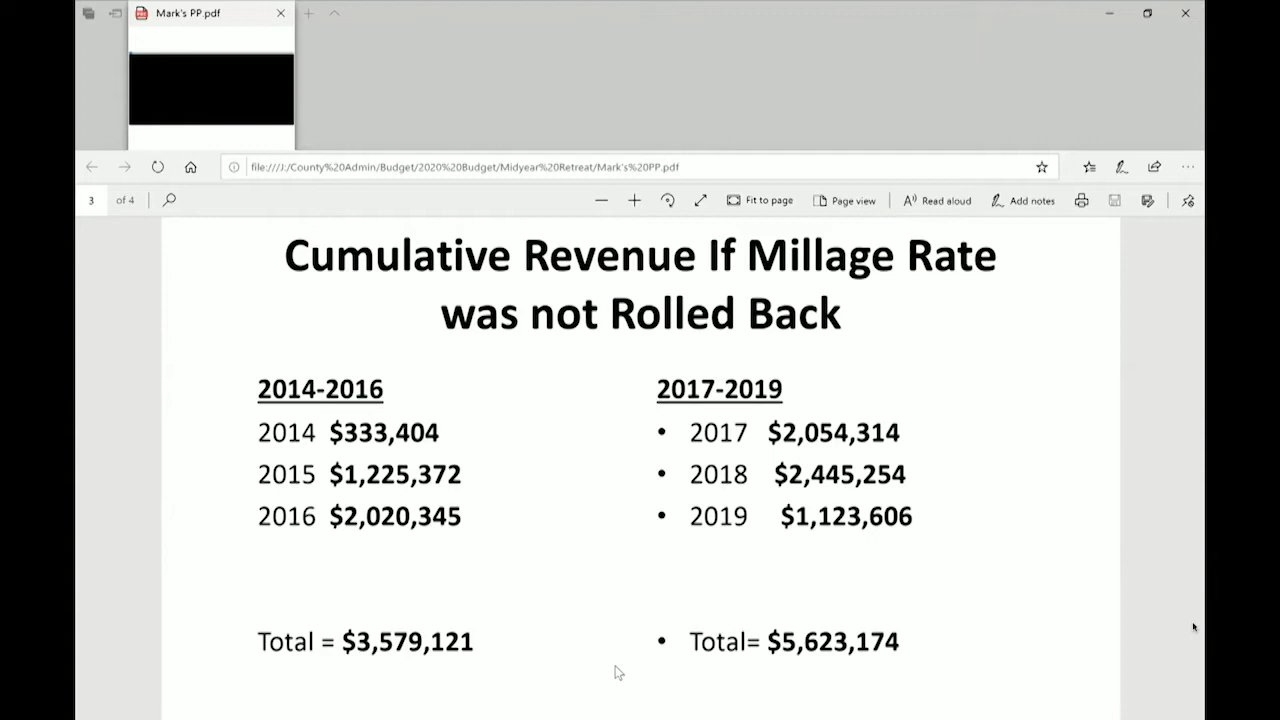 Mark's PP.pdf
file:///J:/County%20Admin/Budget/2020%20Budget/Midyear%20Retreat/Mark's%20PP.pdf
3 of 4 Fit to page Page view Read aloud Add notes
Cumulative Revenue If Millage Rate
was not Rolled Back
2014-2016
2014 $333,404
2015 $1,225,372
2016 $2,020,345
Total = $3,579,121
2017-2019
• 2017 $2,054,314
• 2018 $2,445,254
• 2019 $1,123,606
• Total= $5,623,174